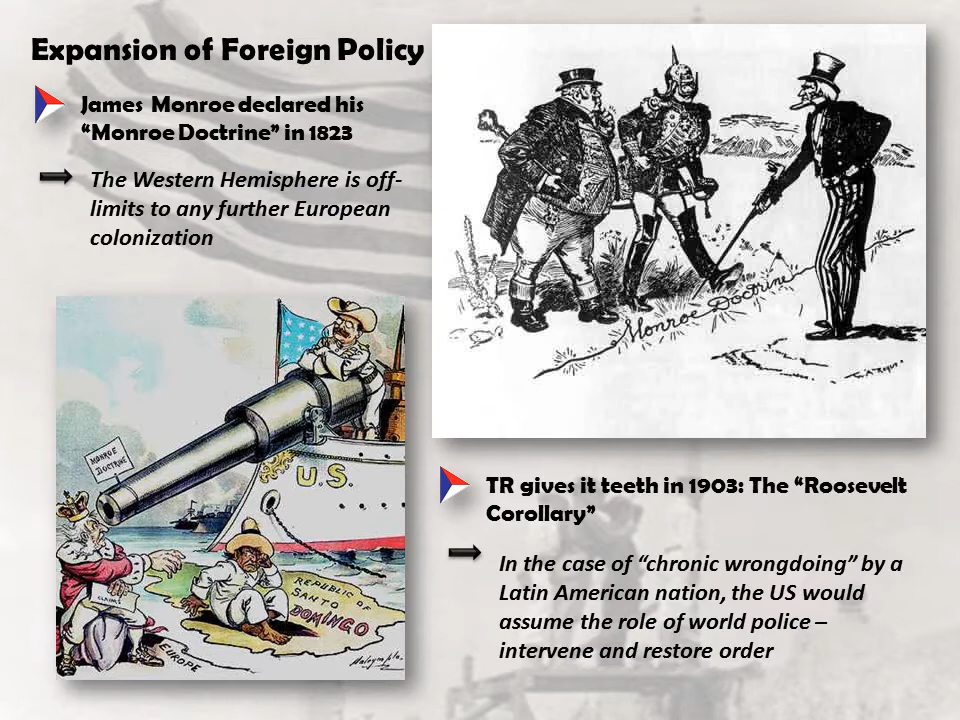 Expansion of Foreign Policy
James Monroe declared his
“Monroe Doctrine” in 1823
The Western Hemisphere is off-
limits to any further European
colonization
Monroe Doctrine
MONROE
DOCTRINE
U.S.
CLAIMS
REPUBLIC OF
SANTO
DOMINGO
EUROPE
TR gives it teeth in 1903: The “Roosevelt
Corollary”
In the case of “chronic wrongdoing” by a
Latin American nation, the US would
assume the role of world police –
intervene and restore order